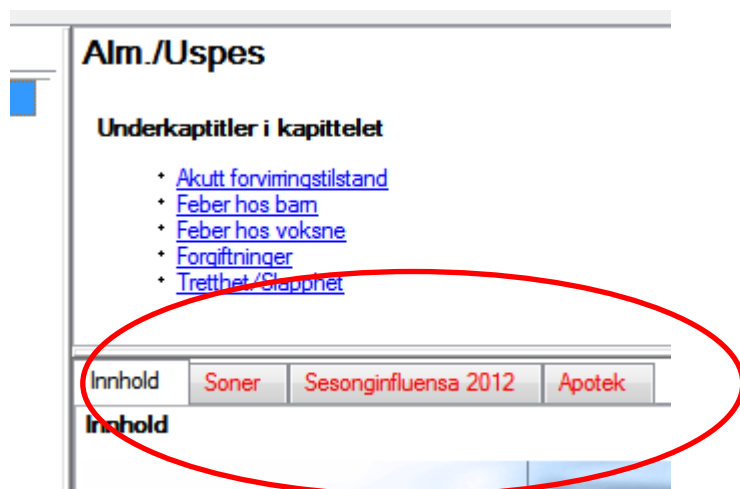 Alm./Uspes
Underkaptitler i kapittelet
Akutt forvirringstilstand
Feber hos barn
Feber hos voksne
Forgiftninger
Tretthet/Slapphet
Innhold Soner Sesonginfluensa 2012 Apotek
Innhold